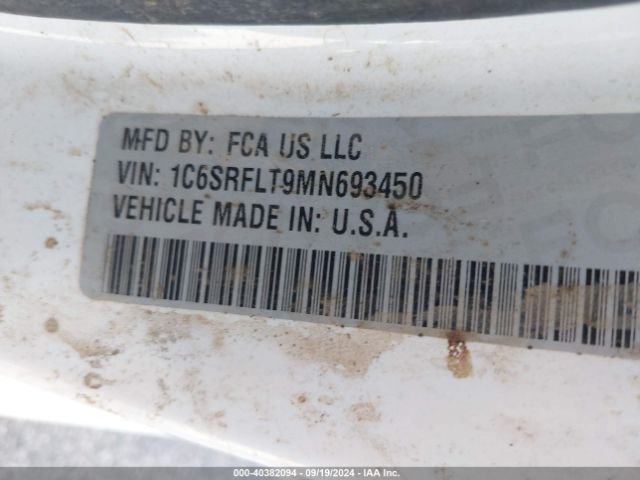 MFD BY: FCA US LLC
VIN: 1C6SRFLT9MN693450
VEHICLE MADE IN: U.S.A.
000-40382094 - 09/19/2024 - IAA Inc.